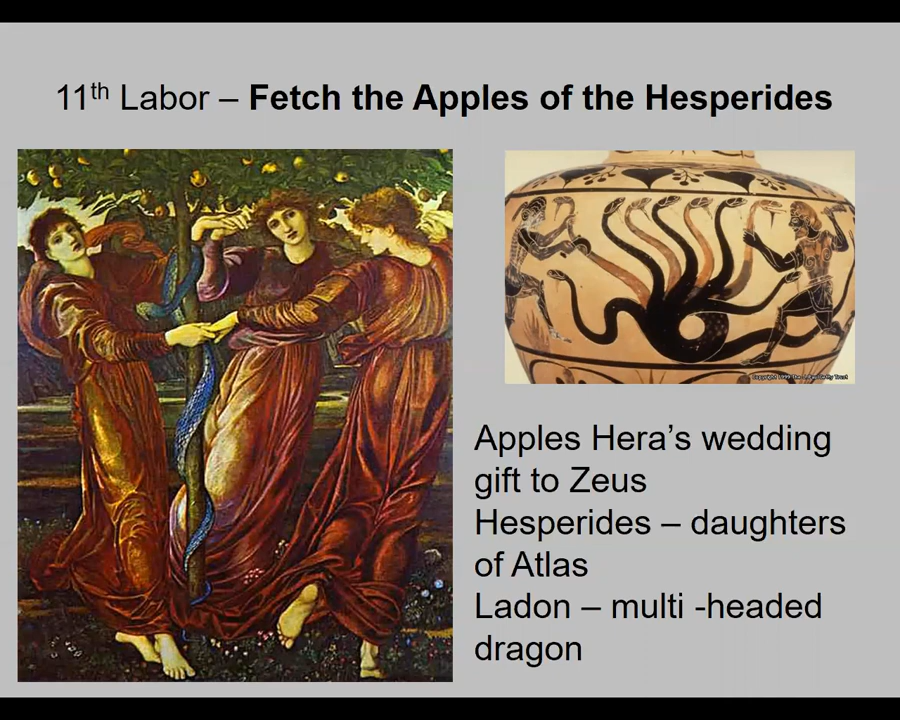 11th Labor – Fetch the Apples of the Hesperides
Apples Hera’s wedding
gift to Zeus
Hesperides – daughters
of Atlas
Ladon – multi -headed
dragon